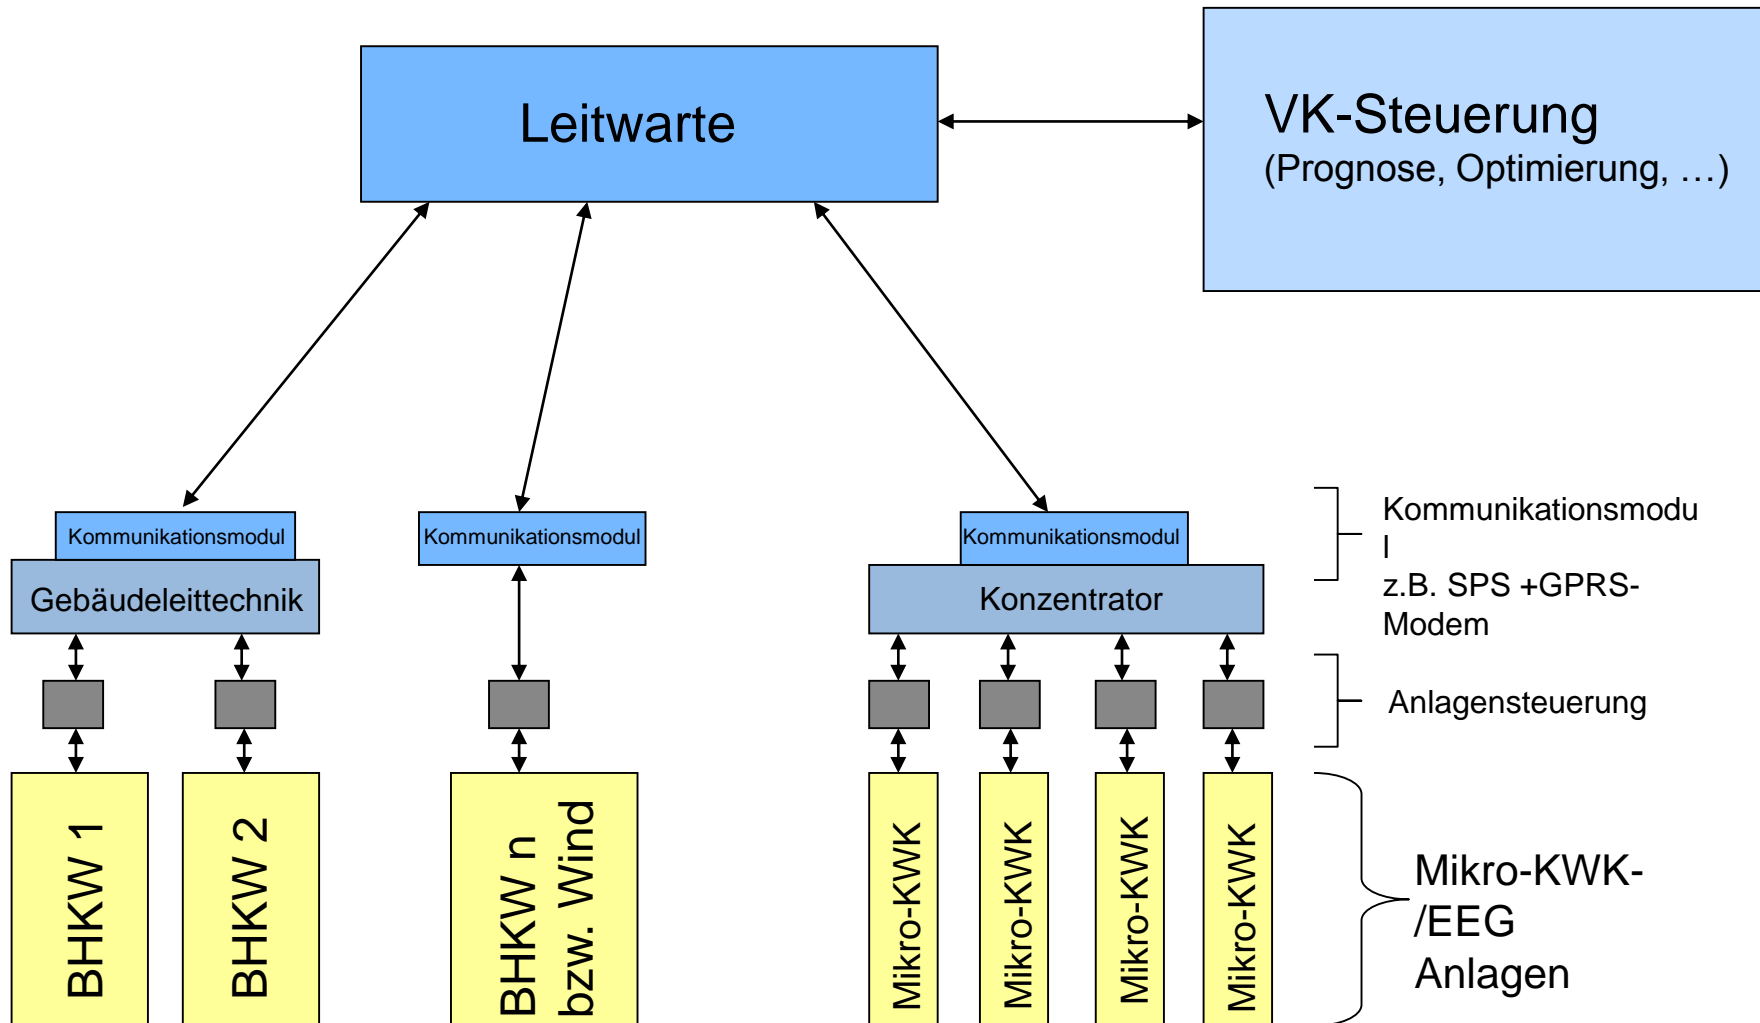 Leitwarte
VK-Steuerung
(Prognose, Optimierung, …)
Kommunikationsmodul
Kommunikationsmodul
Kommunikationsmodul
Kommunikationsmodu
l
z.B. SPS +GPRS-
Modem
Gebäudeleittechnik
Konzentrator
Anlagensteuerung
BHKW 1
BHKW 2
BHKW n
bzw. Wind
Mikro-KWK
Mikro-KWK
Mikro-KWK
Mikro-KWK
Mikro-KWK-
/EEG
Anlagen